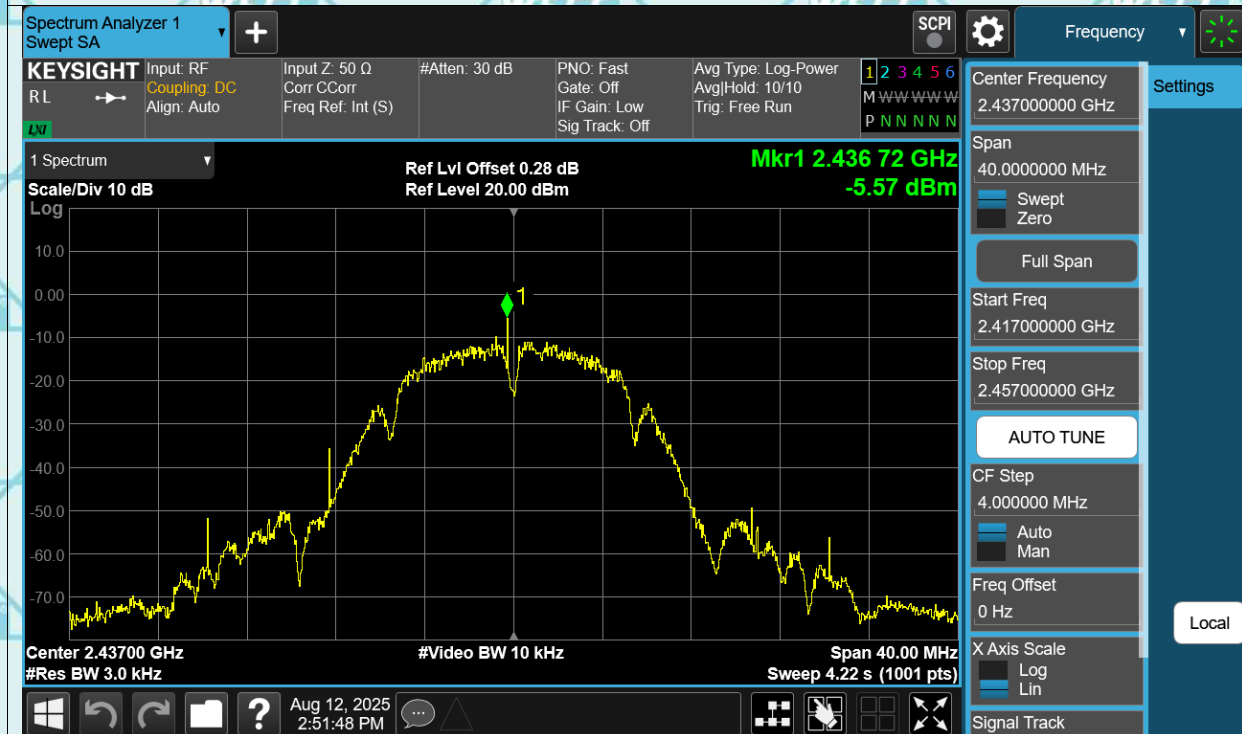 Spectrum Analyzer 1
Swept SA
+
SCPI
Frequency
KEYSIGHT
RL
LXI
Input: RF
Coupling: DC
Align: Auto
Input Z: 50 Ω
Corr CCorr
Freq Ref: Int (S)
#Atten: 30 dB
PNO: Fast
Gate: Off
IF Gain: Low
Sig Track: Off
Avg Type: Log-Power
Avg|Hold: 10/10
Trig: Free Run
1 2 3 4 5 6
M W W W W W
P N N N N N
1 Spectrum
Scale/Div 10 dB
Log
Ref Lvl Offset 0.28 dB
Ref Level 20.00 dBm
Mkr1 2.436 72 GHz
-5.57 dBm
10.0
0.00
-10.0
-20.0
-30.0
-40.0
-50.0
-60.0
-70.0
1
Center 2.43700 GHz
#Res BW 3.0 kHz
#Video BW 10 kHz
Span 40.00 MHz
Sweep 4.22 s (1001 pts)
Center Frequency
2.437000000 GHz
Span
40.0000000 MHz
Swept
Zero
Full Span
Start Freq
2.417000000 GHz
Stop Freq
2.457000000 GHz
AUTO TUNE
CF Step
4.000000 MHz
Auto
Man
Freq Offset
0 Hz
X Axis Scale
Log
Lin
Signal Track
Settings
Local
?
Aug 12, 2025
2:51:48 PM